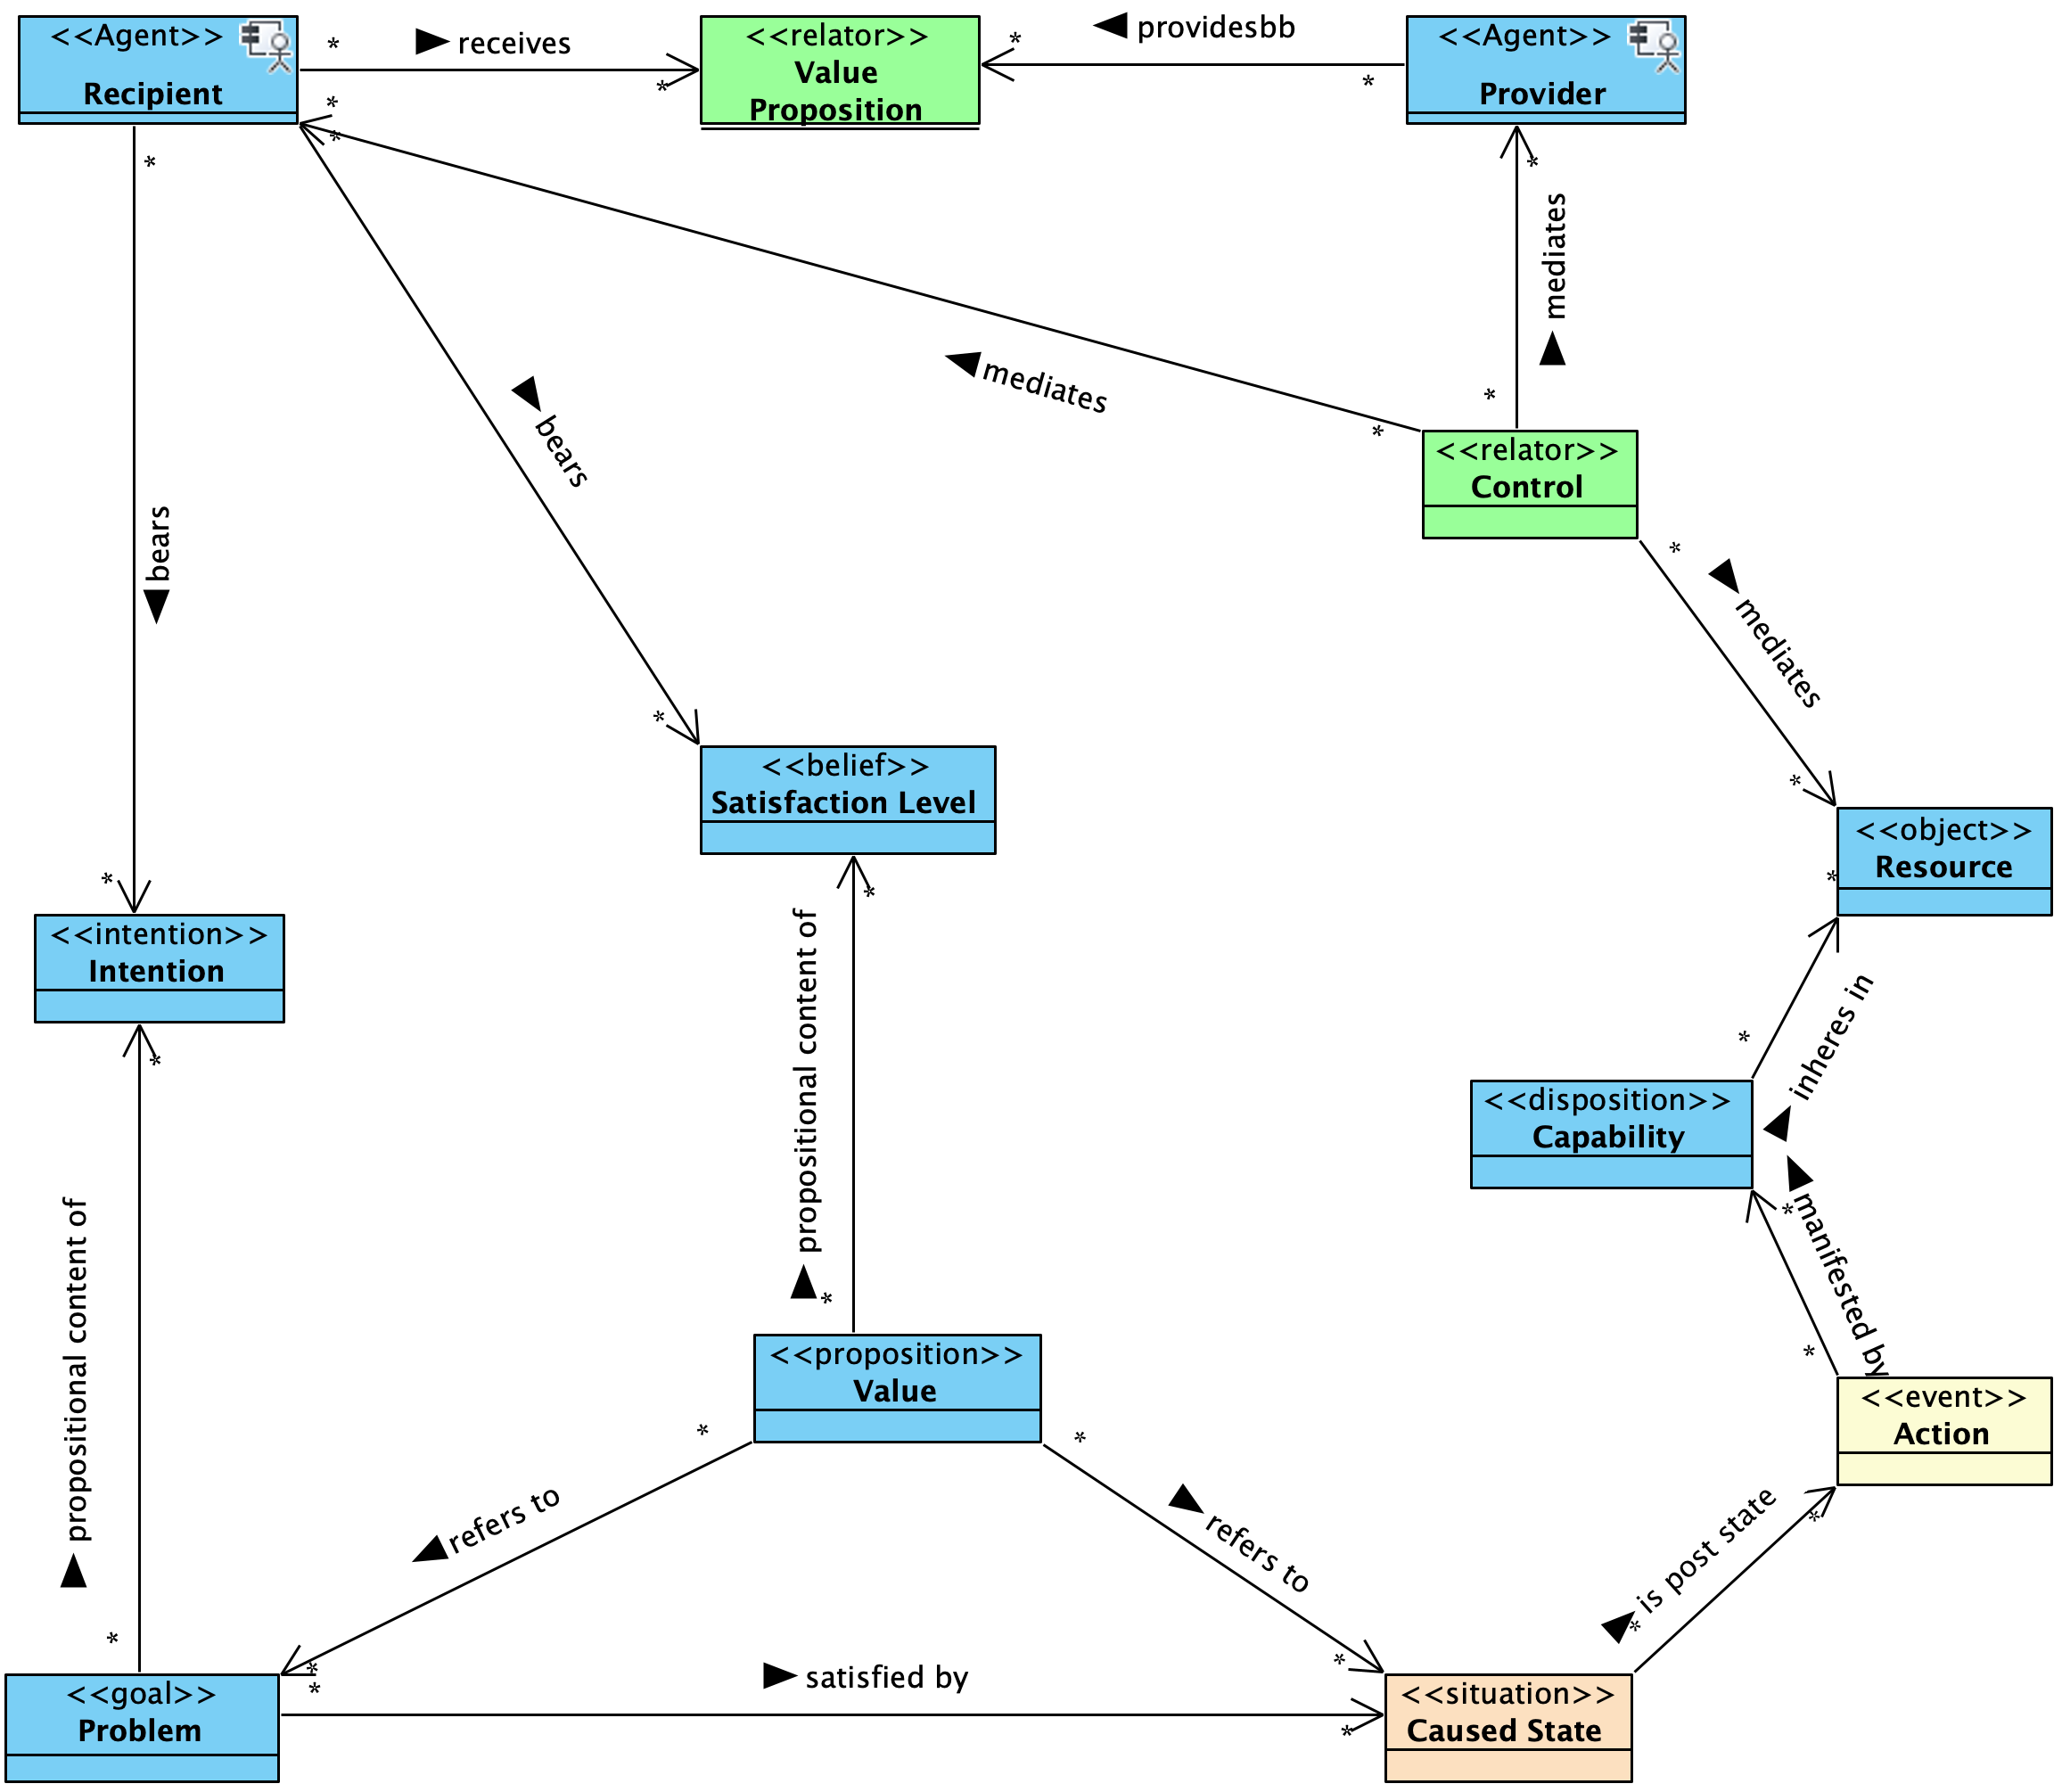 <<Agent>>
Recipient
*
▶ receives
*
<<relator>>
Value
Proposition
*
◀ providesbb
*
<<Agent>>
Provider
*
*
*
*
▲ mediates
*
◀ mediates
*
<<relator>>
Control
▼ bears
▼ bears
*
▼ mediates
*
*
<<belief>>
Satisfaction Level
*
<<object>>
Resource
*
*
<<intention>>
Intention
*
*
▲ propositional content of
*
▲ inheres in
*
<<disposition>>
Capability
*
▲ manifested by
*
▲ propositional content of
*
<<proposition>>
Value
<<event>>
Action
*
*
◀ refers to
▶ refers to
*
▲ is post state
*
*
*
*
*
<<goal>>
Problem
▶ satisfied by
*
<<situation>>
Caused State